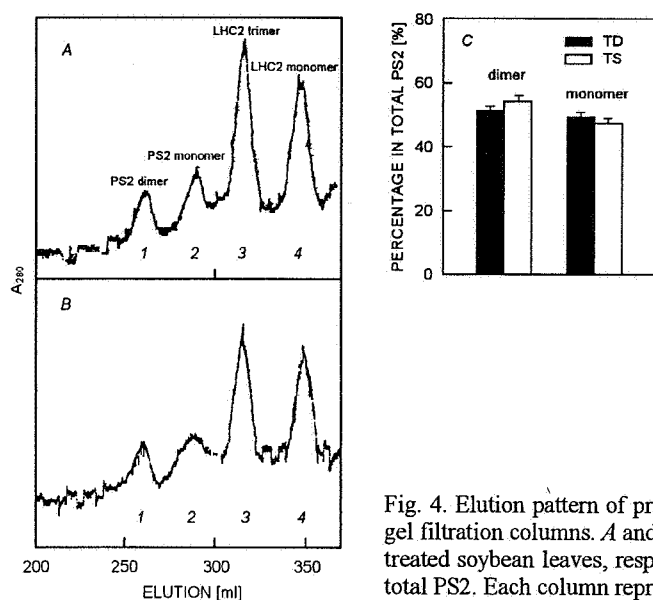 A
LHC2 trimer
LHC2 monomer
PS2 monomer
PS2 dimer
1 2 3 4
A280
B
1 2 3 4
200 250 300 350
ELUTION [ml]
C
TD
TS
dimer
monomer
80
60
40
20
0
PERCENTAGE IN TOTAL PS2 [%]
Fig. 4. Elution pattern of pr
gel filtration columns. A and
treated soybean leaves, resp
total PS2. Each column repr